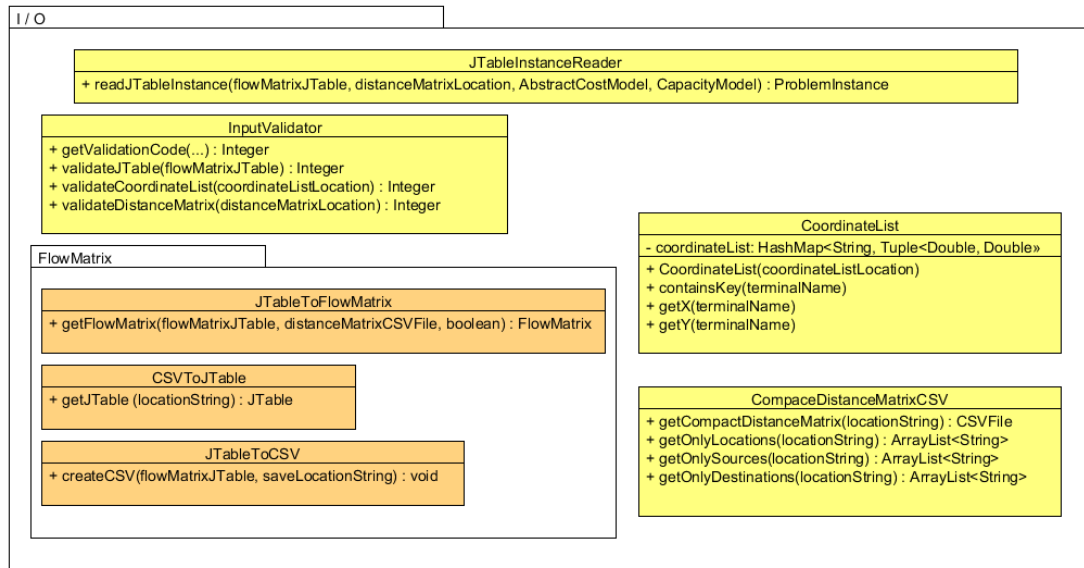 I / O
JTableInstanceReader
+ readJTableInstance(flowMatrixJTable, distanceMatrixLocation, AbstractCostModel, CapacityModel) : ProblemInstance
InputValidator
+ getValidationCode(...) : Integer
+ validateJTable(flowMatrixJTable) : Integer
+ validateCoordinateList(coordinateListLocation) : Integer
+ validateDistanceMatrix(distanceMatrixLocation) : Integer
FlowMatrix
JTableToFlowMatrix
+ getFlowMatrix(flowMatrixJTable, distanceMatrixCSVFile, boolean) : FlowMatrix
CSVToJTable
+ getJTable (locationString) : JTable
JTableToCSV
+ createCSV(flowMatrixJTable, saveLocationString) : void
CoordinateList
- coordinateList: HashMap<String, Tuple<Double, Double»
+ CoordinateList(coordinateListLocation)
+ containsKey(terminalName)
+ getX(terminalName)
+ getY(terminalName)
CompaceDistanceMatrixCSV
+ getCompactDistanceMatrix(locationString) : CSVFile
+ getOnlyLocations(locationString) : ArrayList<String>
+ getOnlySources(locationString) : ArrayList<String>
+ getOnlyDestinations(locationString) : ArrayList<String>